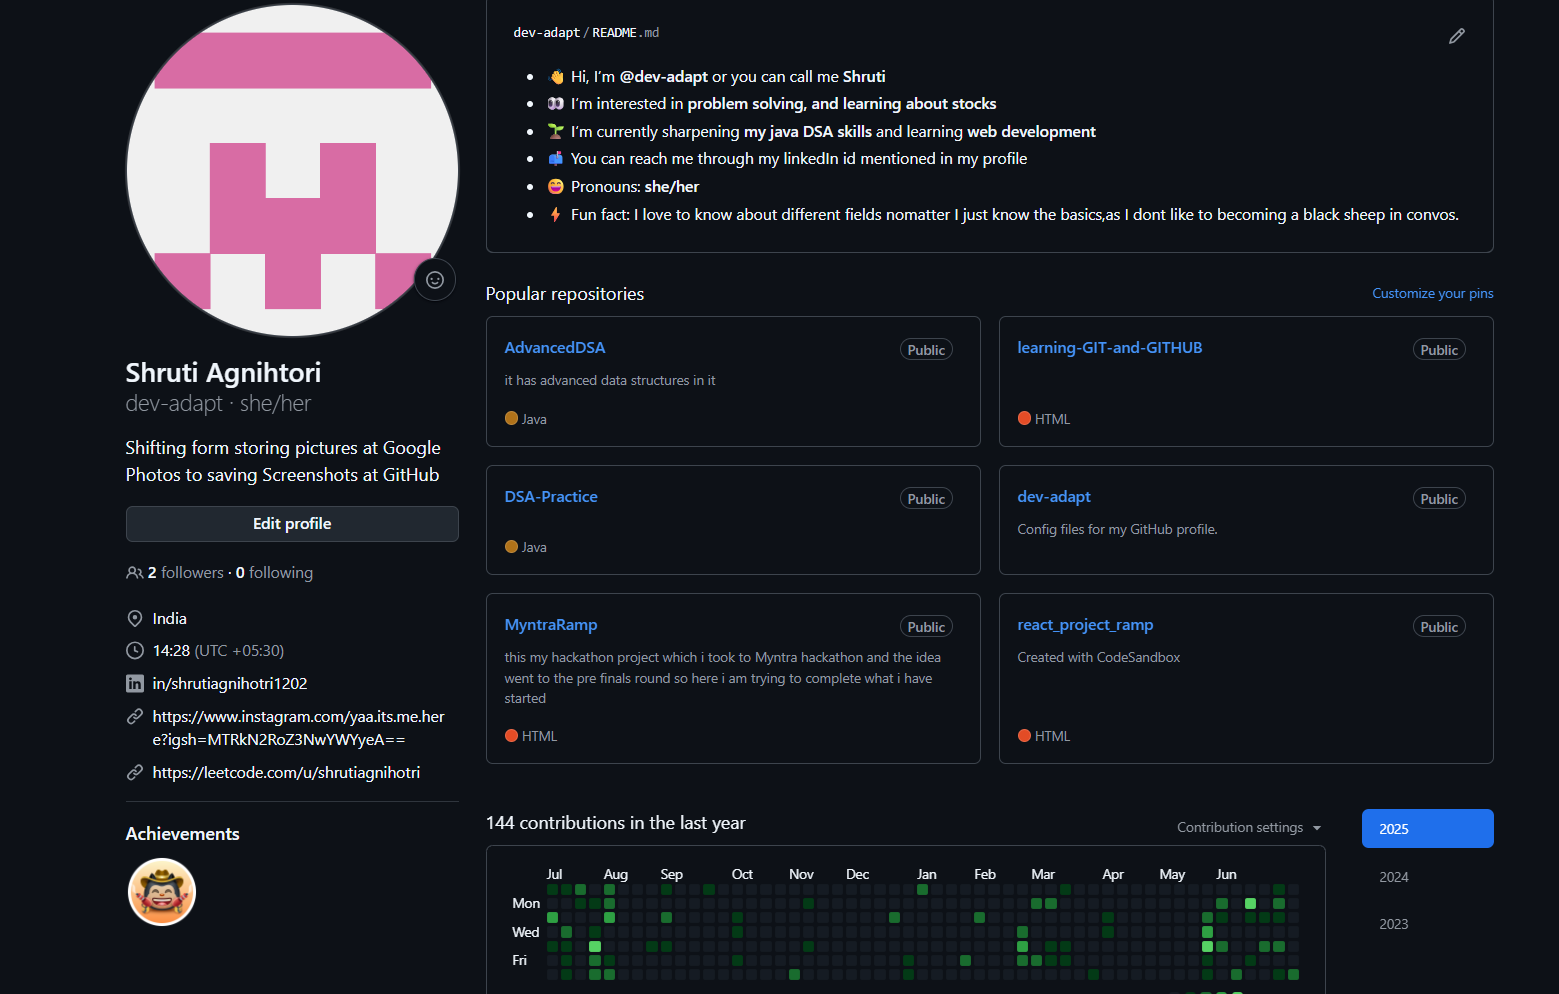 dev-adapt/README.md
Hi, I'm @dev-adapt or you can call me Shruti
I'm interested in problem solving, and learning about stocks
I'm currently sharpening my java DSA skills and learning web development
You can reach me through my linkedIn id mentioned in my profile
Pronouns: she/her
Fun fact: I love to know about different fields nomatter I just know the basics,as I dont like to becoming a black sheep in convos.
Shruti Agnihtori
dev-adapt · she/her
Shifting form storing pictures at Google
Photos to saving Screenshots at GitHub
Edit profile
2 followers · 0 following
India
14:28 (UTC +05:30)
in/shrutiagnihotri1202
https://www.instagram.com/yaa.its.me.her
e?igsh=MTRkN2RoZ3NwYWYyeA==
https://leetcode.com/u/shrutiagnihotri
Achievements
Popular repositories
Customize your pins
AdvancedDSA Public
it has advanced data structures in it
Java
learning-GIT-and-GITHUB Public
HTML
DSA-Practice Public
Java
dev-adapt Public
Config files for my GitHub profile.
MyntraRamp Public
this my hackathon project which i took to Myntra hackathon and the idea
went to the pre finals round so here i am trying to complete what i have
started
HTML
react_project_ramp Public
Created with CodeSandbox
HTML
144 contributions in the last year
Contribution settings
2025
2024
2023
Jul Aug Sep Oct Nov Dec Jan Feb Mar Apr May Jun
Mon
Wed
Fri